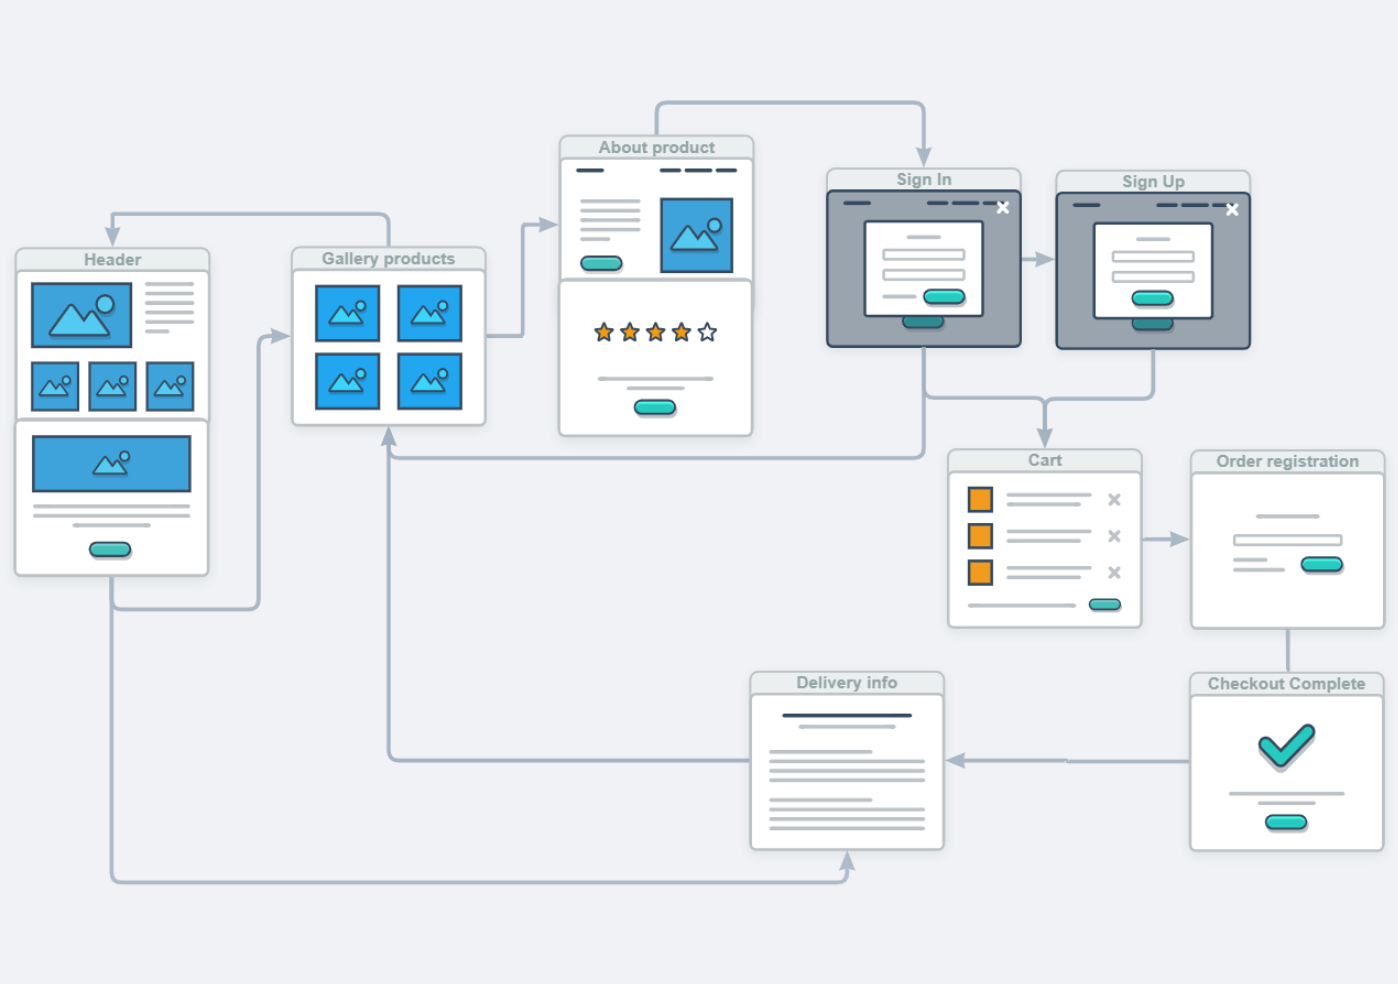 About product
Sign In
Sign Up
Header
Gallery products
Cart
Order registration
Delivery info
Checkout Complete